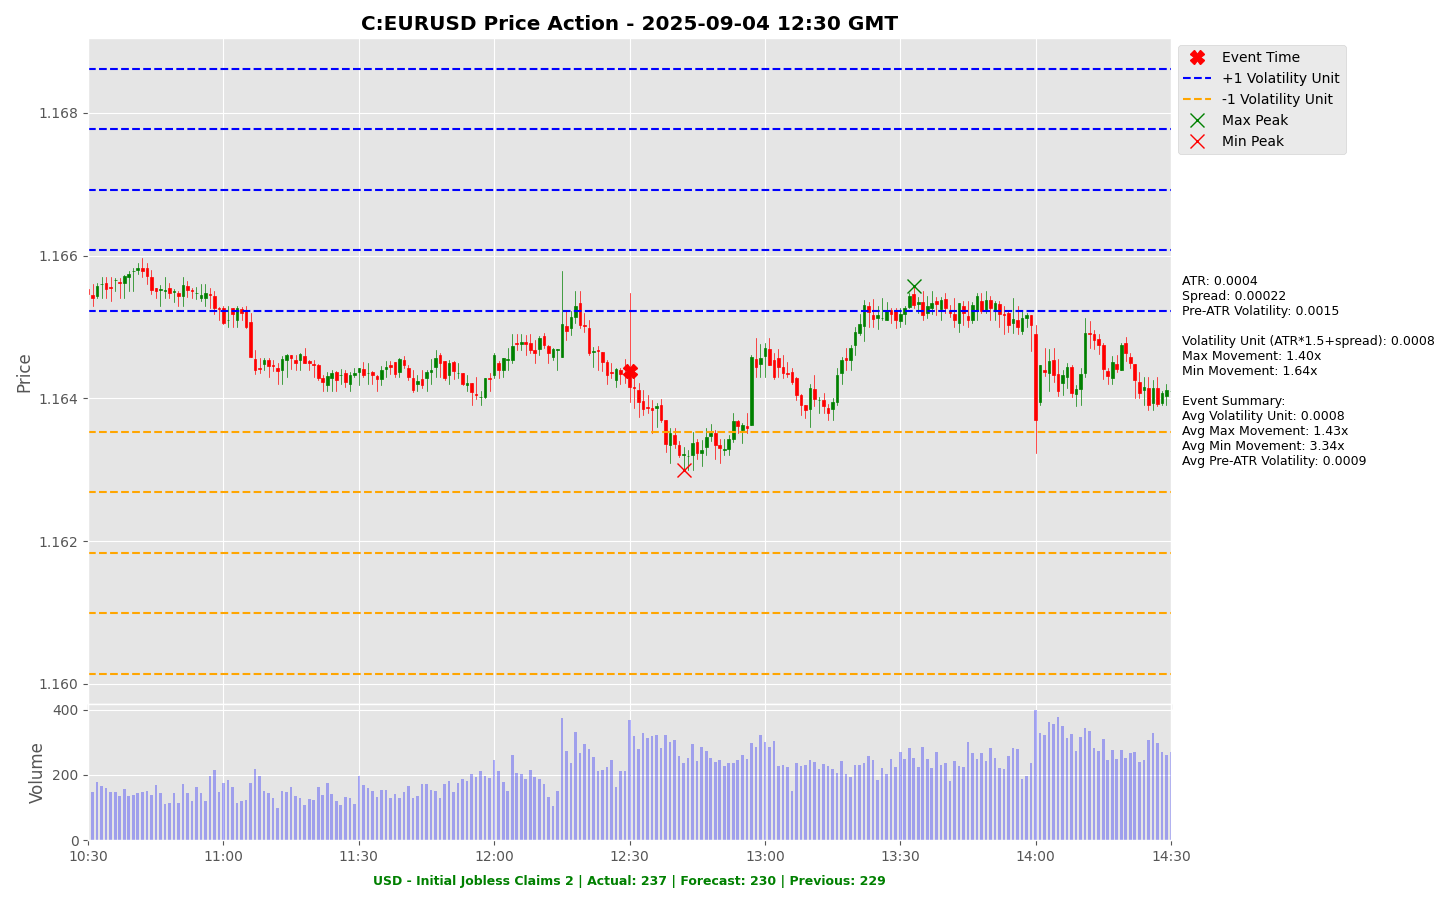 C:EURUSD Price Action - 2025-09-04 12:30 GMT
Event Time
+1 Volatility Unit
-1 Volatility Unit
Max Peak
Min Peak
1.168
1.166
1.164
1.162
1.160
Price
ATR: 0.0004
Spread: 0.00022
Pre-ATR Volatility: 0.0015
Volatility Unit (ATR*1.5+spread): 0.0008
Max Movement: 1.40x
Min Movement: 1.64x
Event Summary:
Avg Volatility Unit: 0.0008
Avg Max Movement: 1.43x
Avg Min Movement: 3.34x
Avg Pre-ATR Volatility: 0.0009
400
200
0
Volume
10:30 11:00 11:30 12:00 12:30 13:00 13:30 14:00 14:30
USD - Initial Jobless Claims 2 | Actual: 237 | Forecast: 230 | Previous: 229